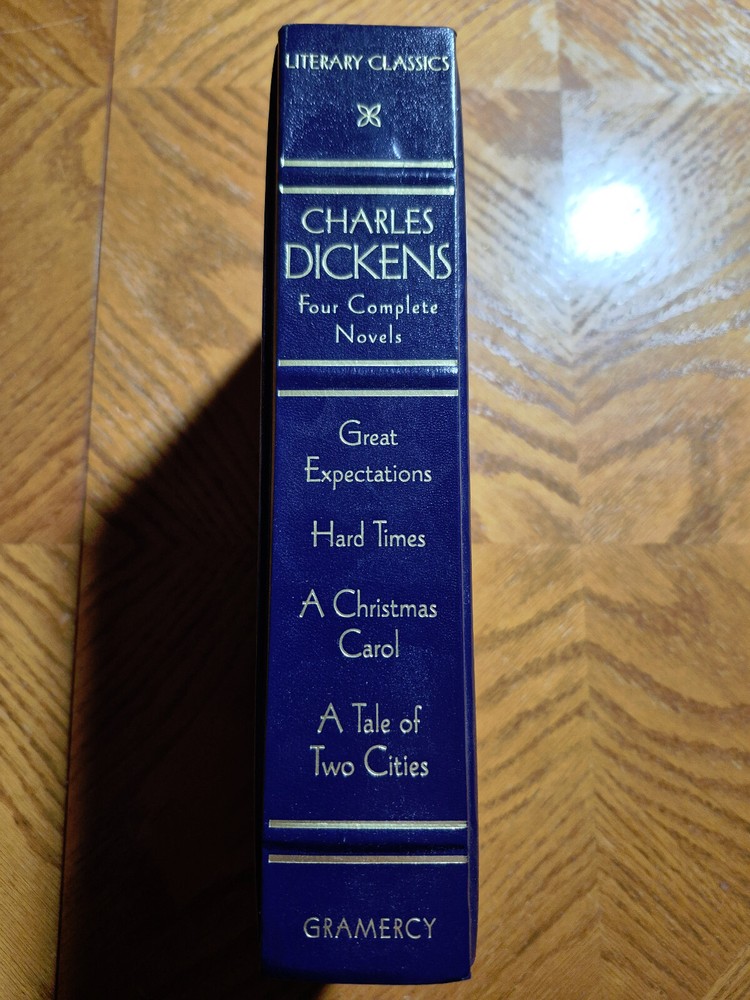 LITERARY CLASSICS
CHARLES
DICKENS
Four Complete
Novels
Great
Expectations
Hard Times
A Christmas
Carol
A Tale of
Two Cities
GRAMERCY